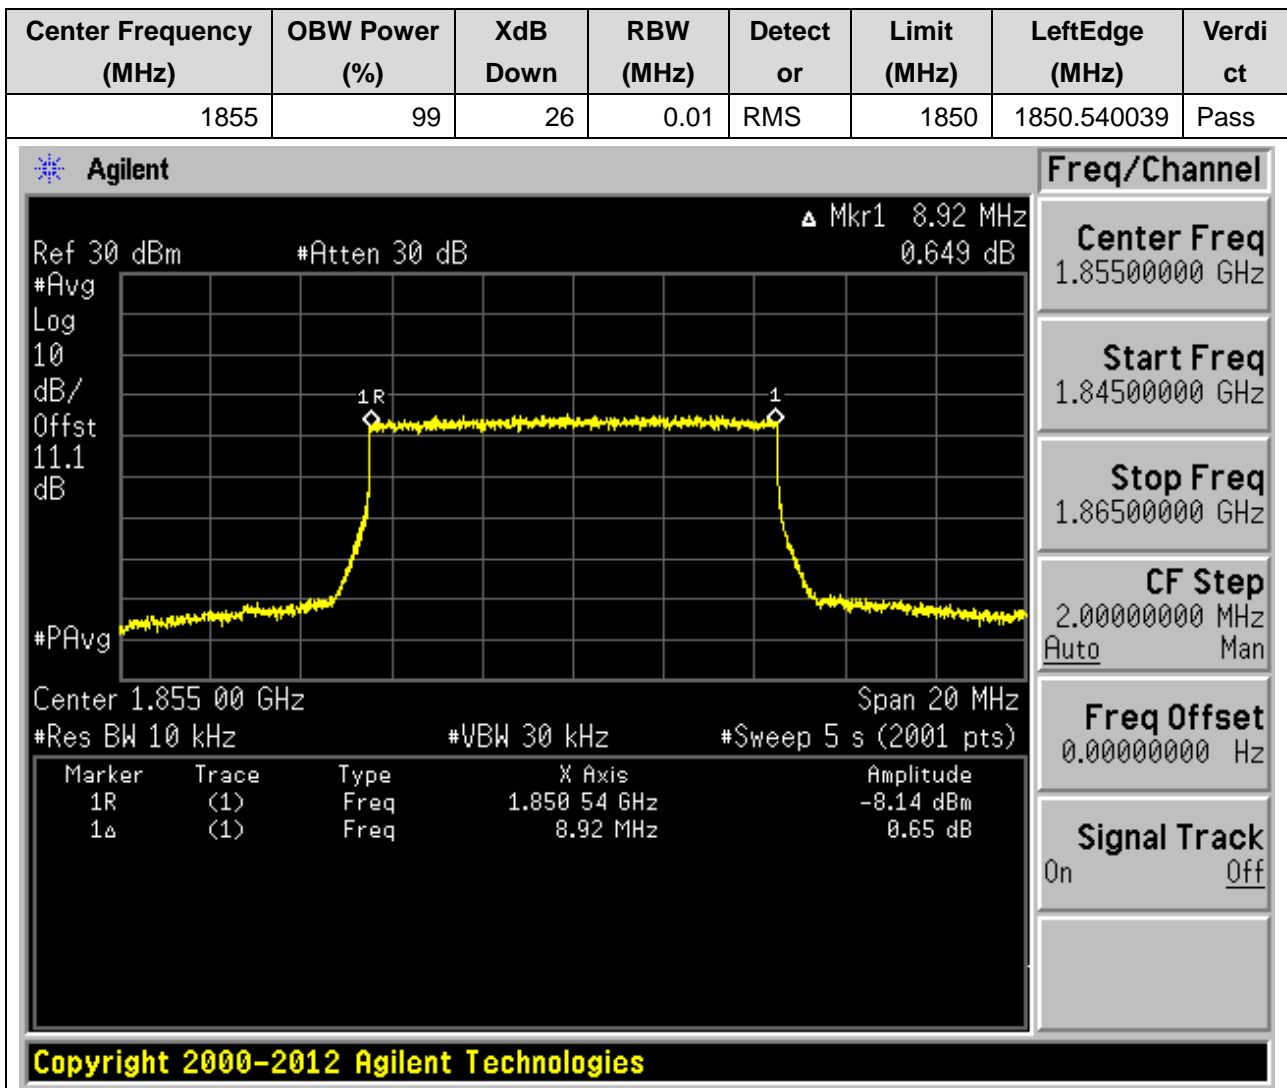 Center Frequency (MHz) OBW Power (%) XdB Down RBW (MHz) Detect or Limit (MHz) LeftEdge (MHz) Verdi ct
1855 99 26 0.01 RMS 1850 1850.540039 Pass
Agilent
Freq/Channel
Δ Mkr1 8.92 MHz
Ref 30 dBm #Atten 30 dB 0.649 dB
#Avg
Log
10
dB/
Offst
11.1
dB
#PAvg
1R
1
Center 1.855 00 GHz Span 20 MHz
#Res BW 10 kHz #VBW 30 kHz #Sweep 5 s (2001 pts)
Marker Trace Type X Axis Amplitude
1R (1) Freq 1.850 54 GHz -8.14 dBm
1Δ (1) Freq 8.92 MHz 0.65 dB
Center Freq
1.85500000 GHz
Start Freq
1.84500000 GHz
Stop Freq
1.86500000 GHz
CF Step
2.00000000 MHz
Auto Man
Freq Offset
0.00000000 Hz
Signal Track
On Off
Copyright 2000-2012 Agilent Technologies